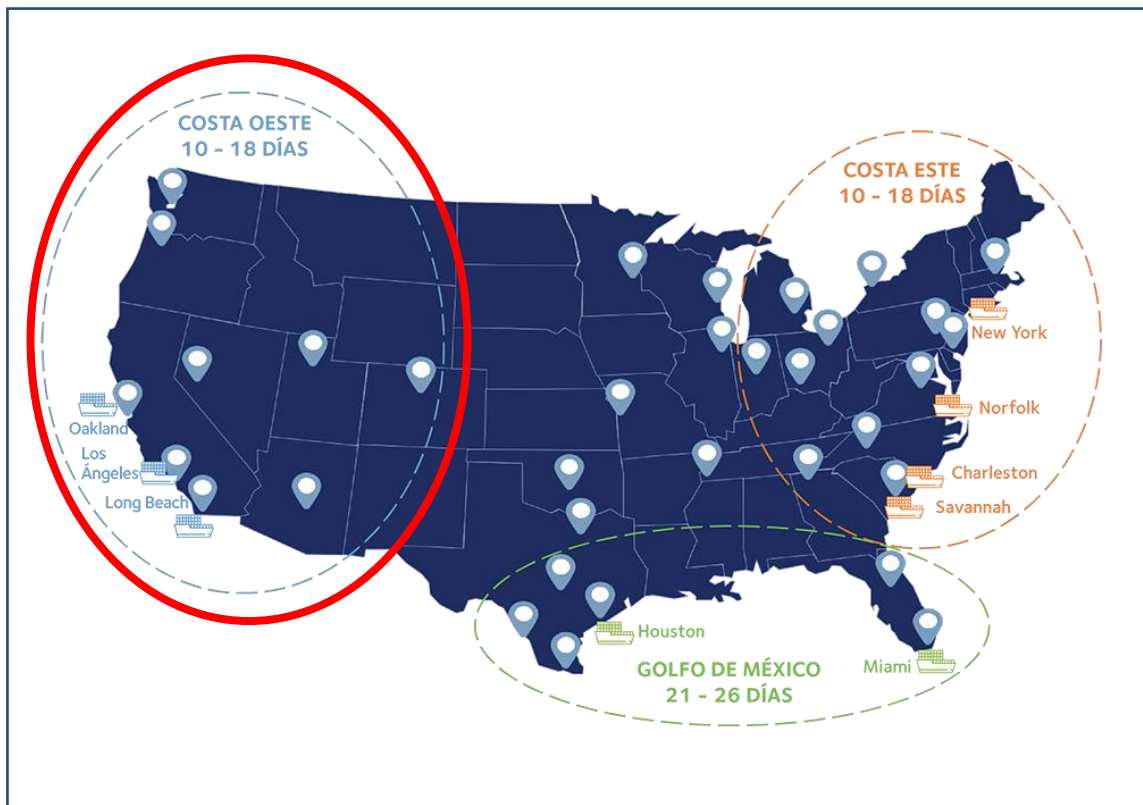 COSTA OESTE
10 - 18 DÍAS
COSTA ESTE
10 - 18 DÍAS
New York
Norfolk
Oakland
Los
Ángeles
Long Beach
Charleston
Savannah
Houston
Miami
GOLFO DE MÉXICO
21 - 26 DÍAS